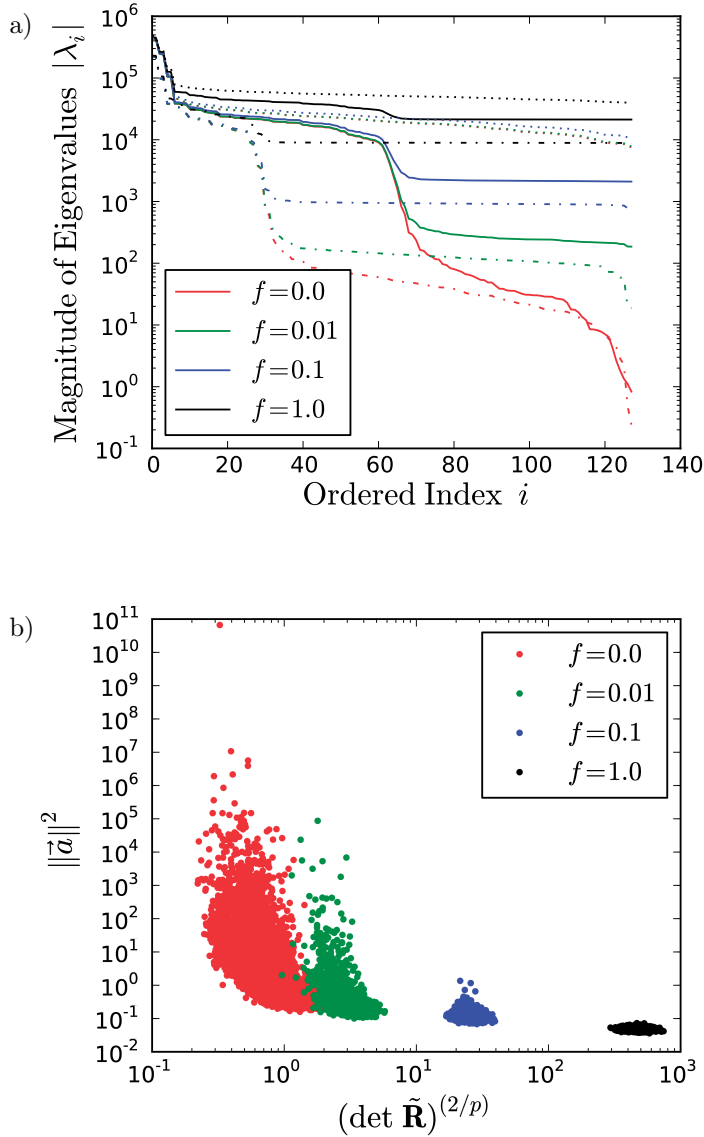 a)
Magnitude of Eigenvalues |λ_i|
10^6
10^5
10^4
10^3
10^2
10^1
10^0
10^-1
f=0.0
f=0.01
f=0.1
f=1.0
0 20 40 60 80 100 120 140
Ordered Index i
b)
‖a⃗‖^2
10^11
10^10
10^9
10^8
10^7
10^6
10^5
10^4
10^3
10^2
10^1
10^0
10^-1
10^-2
f=0.0
f=0.01
f=0.1
f=1.0
10^-1 10^0 10^1 10^2 10^3
(det R̃)^(2/p)